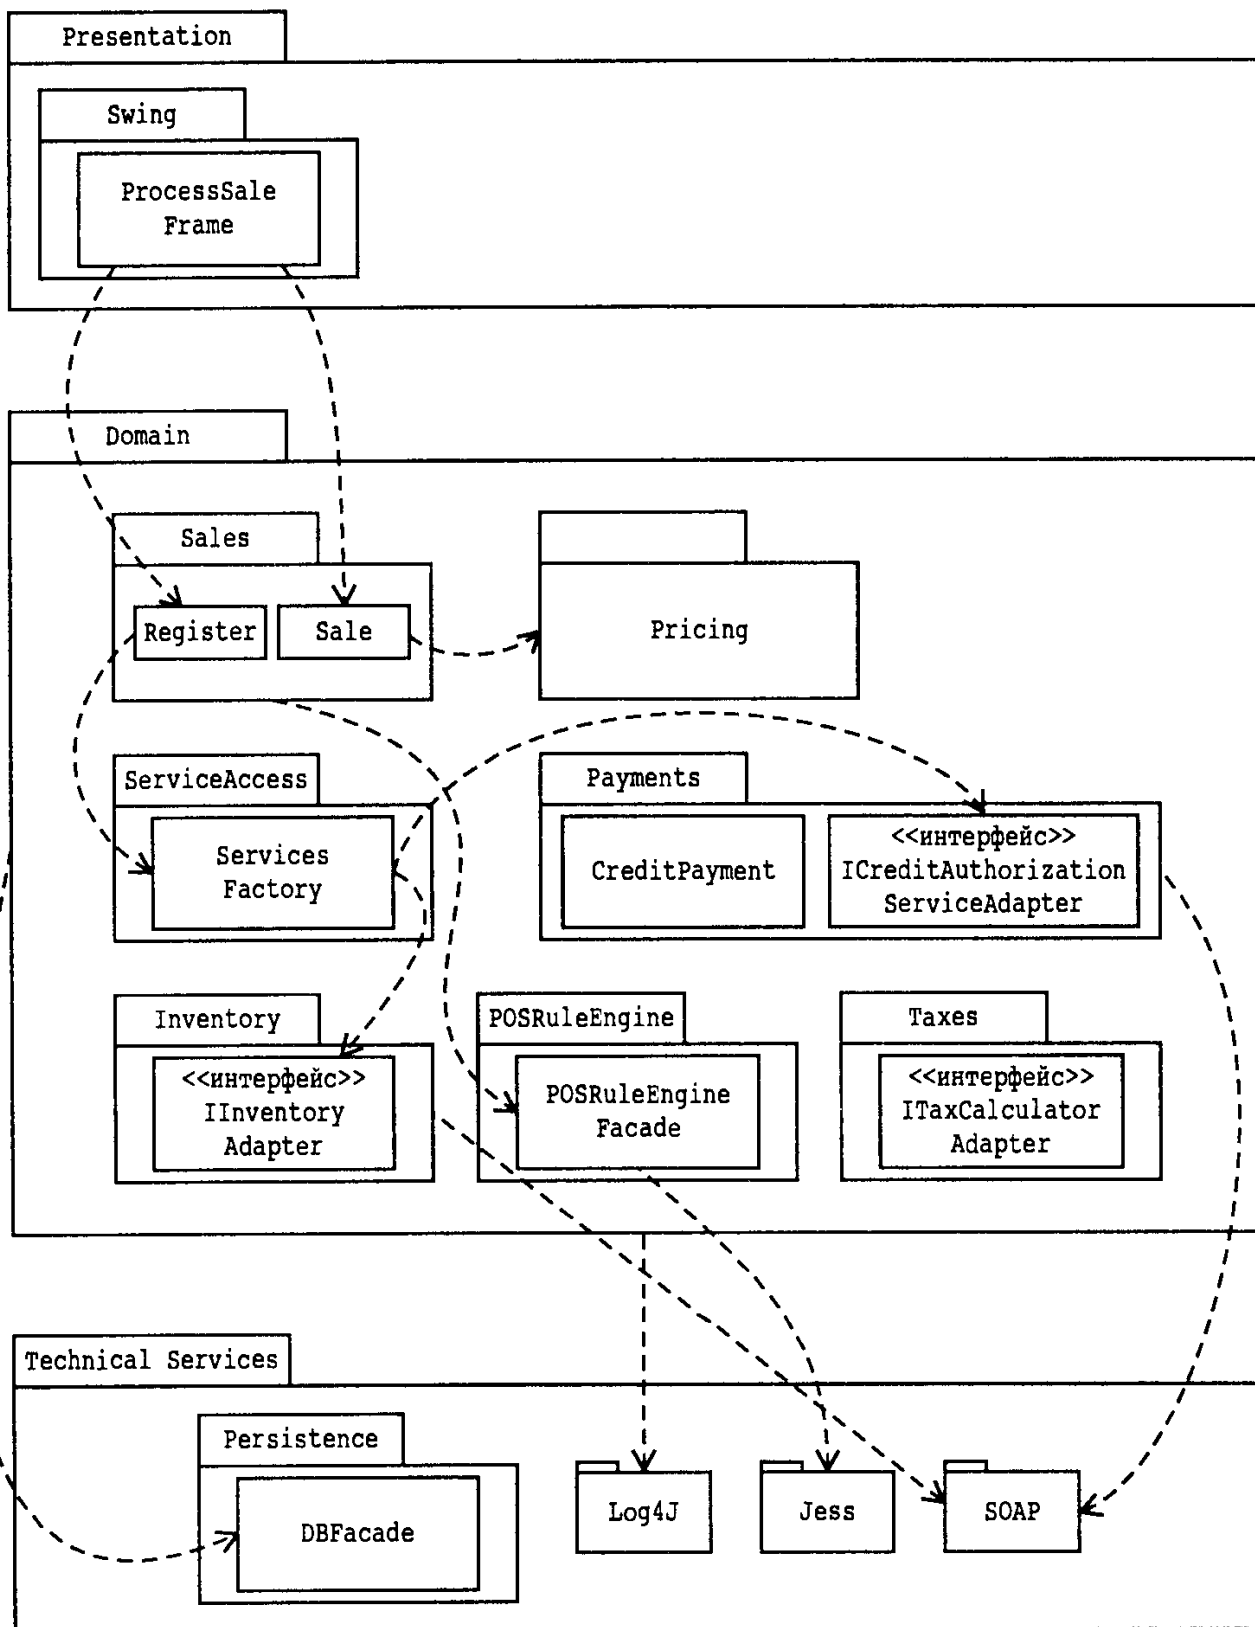 Presentation
Swing
ProcessSale
Frame
Domain
Sales
Register
Sale
Pricing
ServiceAccess
Services
Factory
Payments
CreditPayment
<<интерфейс>>
ICreditAuthorization
ServiceAdapter
Inventory
<<интерфейс>>
IInventory
Adapter
POSRuleEngine
POSRuleEngine
Facade
Taxes
<<интерфейс>>
ITaxCalculator
Adapter
Technical Services
Persistence
DBFacade
Log4J
Jess
SOAP